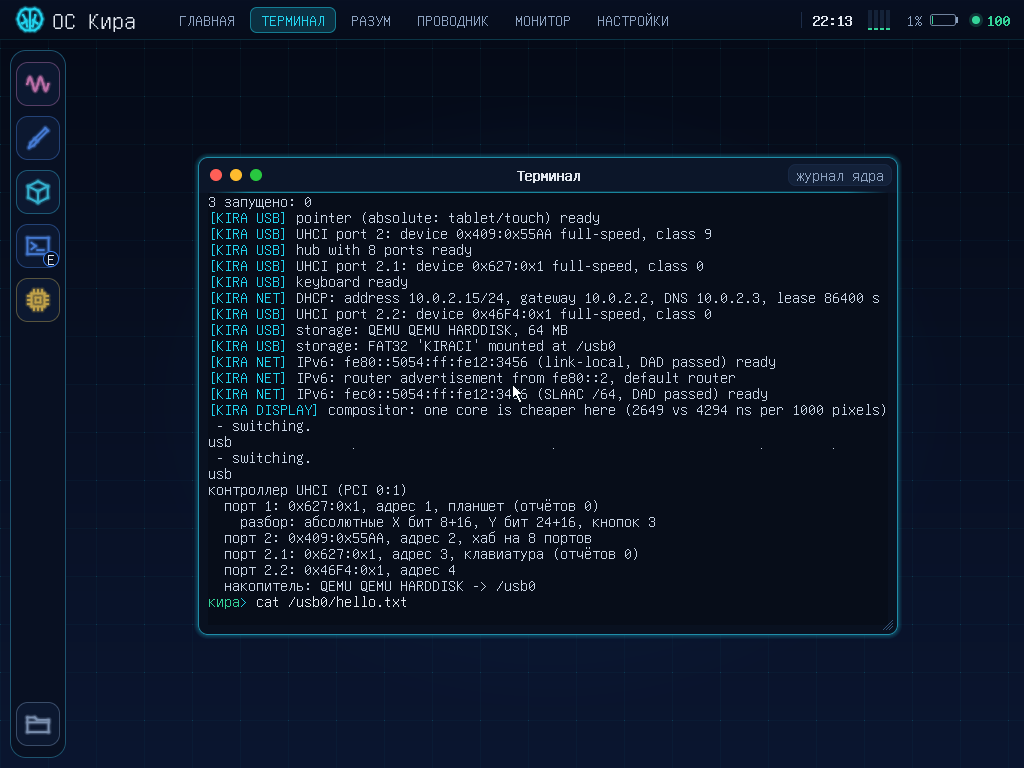 ОС Кира
ГЛАВНАЯ
ТЕРМИНАЛ
РАЗУМ
ПРОВОДНИК
МОНИТОР
НАСТРОЙКИ
22:13
1%
100
E
Терминал
журнал ядра
3 запущено: 0
[KIRA USB] pointer (absolute: tablet/touch) ready
[KIRA USB] UHCI port 2: device 0x409:0x55AA full-speed, class 9
[KIRA USB] hub with 8 ports ready
[KIRA USB] UHCI port 2.1: device 0x627:0x1 full-speed, class 0
[KIRA USB] keyboard ready
[KIRA NET] DHCP: address 10.0.2.15/24, gateway 10.0.2.2, DNS 10.0.2.3, lease 86400 s
[KIRA USB] UHCI port 2.2: device 0x46F4:0x1 full-speed, class 0
[KIRA USB] storage: QEMU QEMU HARDDISK, 64 MB
[KIRA USB] storage: FAT32 'KIRACI' mounted at /usb0
[KIRA NET] IPv6: fe80::5054:ff:fe12:3456 (link-local, DAD passed) ready
[KIRA NET] IPv6: router advertisement from fe80::2, default router
[KIRA NET] IPv6: fec0::5054:ff:fe12:3456 (SLAAC /64, DAD passed) ready
[KIRA DISPLAY] compositor: one core is cheaper here (2649 vs 4294 ns per 1000 pixels)
- switching.
usb
- switching.
usb
контроллер UHCI (PCI 0:1)
порт 1: 0x627:0x1, адрес 1, планшет (отчётов 0)
разбор: абсолютные X бит 8+16, Y бит 24+16, кнопок 3
порт 2: 0x409:0x55AA, адрес 2, хаб на 8 портов
порт 2.1: 0x627:0x1, адрес 3, клавиатура (отчётов 0)
порт 2.2: 0x46F4:0x1, адрес 4
накопитель: QEMU QEMU HARDDISK -> /usb0
кира> cat /usb0/hello.txt